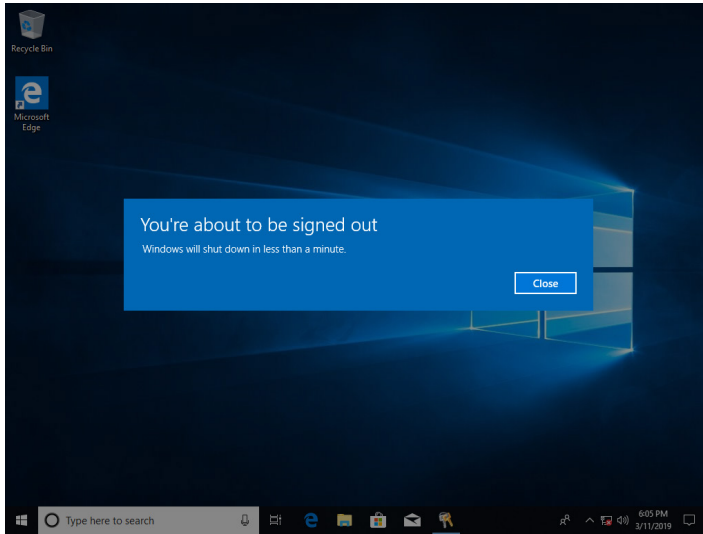 Recycle Bin
Microsoft
Edge
You're about to be signed out
Windows will shut down in less than a minute.
Close
Type here to search
6:05 PM
3/11/2019